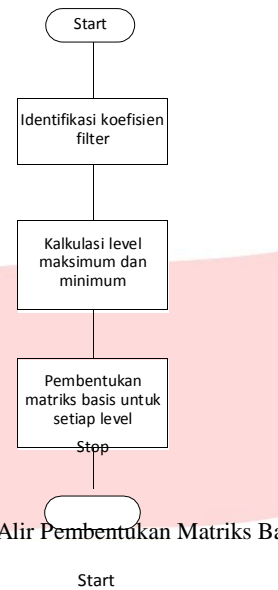 Start
Identifikasi koefisien
filter
Kalkulasi level
maksimum dan
minimum
Pembentukan
matriks basis untuk
setiap level
Stop
Alir Pembentukan Matriks
Start